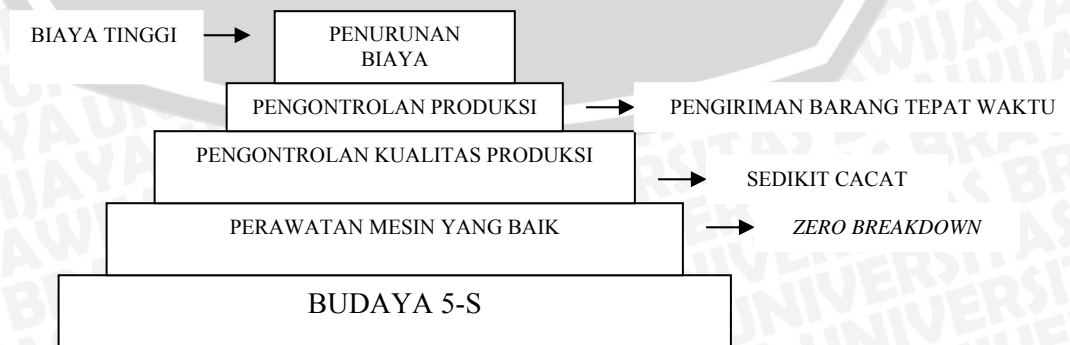 BIAYA TINGGI
PENURUNAN
BIAYA
PENGONTROLAN PRODUKSI
PENGIRIMAN BARANG TEPAT WAKTU
PENGONTROLAN KUALITAS PRODUKSI
SEDIKIT CACAT
PERAWATAN MESIN YANG BAIK
ZERO BREAKDOWN
BUDAYA 5-S